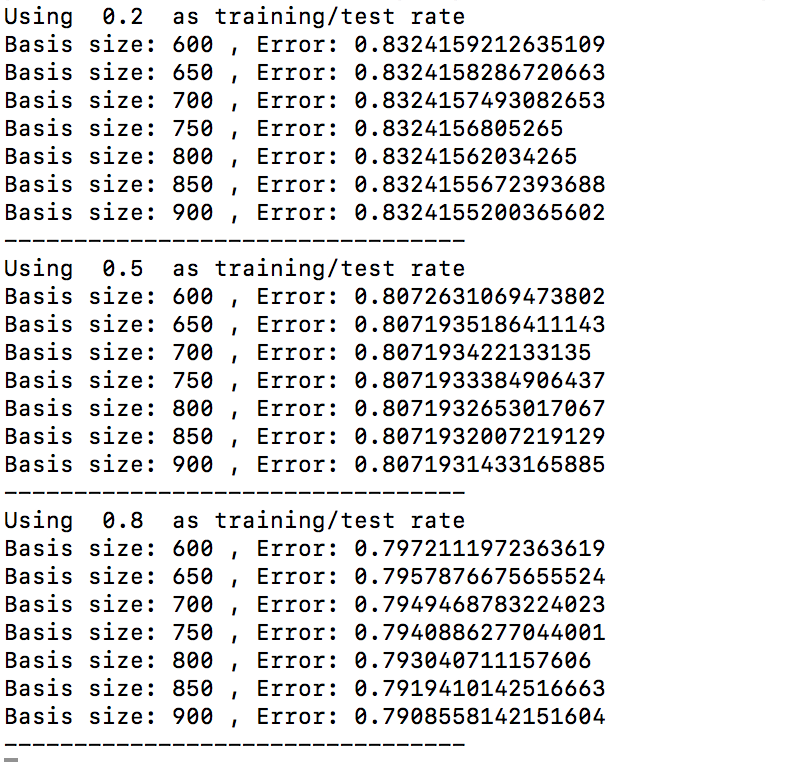 Using  0.2  as training/test rate
Basis size: 600 , Error: 0.8324159212635109
Basis size: 650 , Error: 0.8324158286720663
Basis size: 700 , Error: 0.8324157493082653
Basis size: 750 , Error: 0.8324156805265
Basis size: 800 , Error: 0.83241562034265
Basis size: 850 , Error: 0.8324155672393688
Basis size: 900 , Error: 0.8324155200365602
---------------------------------
Using  0.5  as training/test rate
Basis size: 600 , Error: 0.8072631069473802
Basis size: 650 , Error: 0.8071935186411143
Basis size: 700 , Error: 0.807193422133135
Basis size: 750 , Error: 0.8071933384906437
Basis size: 800 , Error: 0.8071932653017067
Basis size: 850 , Error: 0.8071932007219129
Basis size: 900 , Error: 0.8071931433165885
---------------------------------
Using  0.8  as training/test rate
Basis size: 600 , Error: 0.7972111972363619
Basis size: 650 , Error: 0.7957876675655524
Basis size: 700 , Error: 0.7949468783224023
Basis size: 750 , Error: 0.7940886277044001
Basis size: 800 , Error: 0.793040711157606
Basis size: 850 , Error: 0.7919410142516663
Basis size: 900 , Error: 0.7908558142151604
---------------------------------